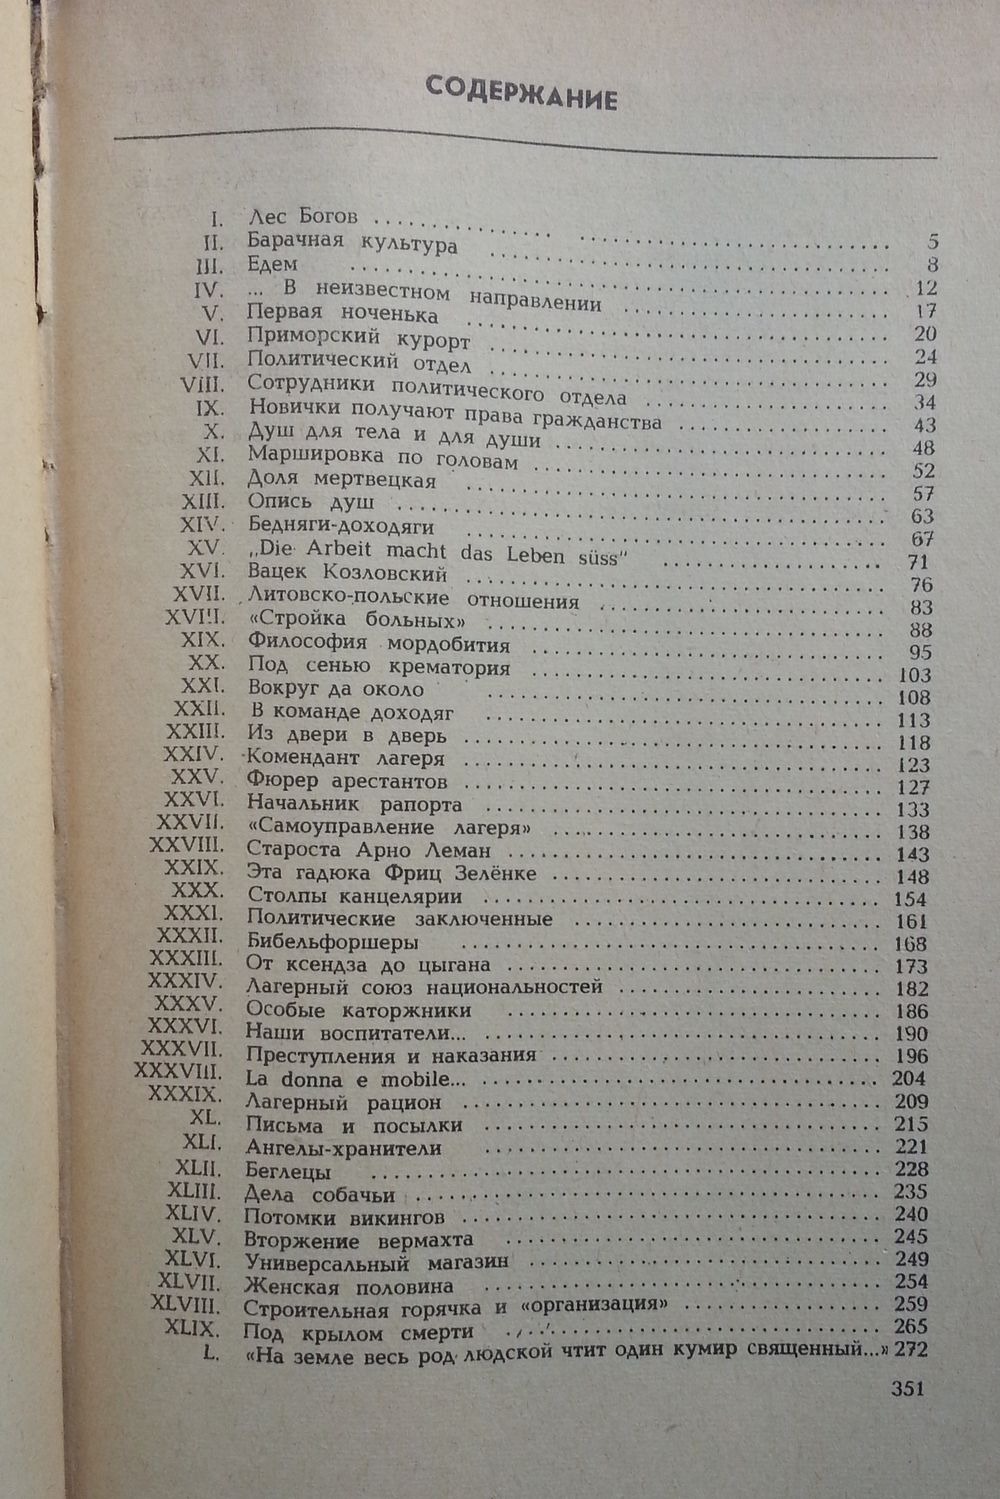 СОДЕРЖАНИЕ
I. Лес Богов 5
II. Барачная культура 8
III. Едем 12
IV. ... В неизвестном направлении 17
V. Первая ноченька 20
VI. Приморский курорт 24
VII. Политический отдел 29
VIII. Сотрудники политического отдела 34
IX. Новички получают права гражданства 43
X. Душ для тела и для души 48
XI. Маршировка по головам 52
XII. Доля мертвецкая 57
XIII. Опись душ 63
XIV. Бедняги-доходяги 67
XV. „Die Arbeit macht das Leben süss" 71
XVI. Вацек Козловский 76
XVII. Литовско-польские отношения 83
XVIII. «Стройка больных» 88
XIX. Философия мордобития 95
XX. Под сенью крематория 103
XXI. Вокруг да около 108
XXII. В команде доходяг 113
XXIII. Из двери в дверь 118
XXIV. Комендант лагеря 123
XXV. Фюрер арестантов 127
XXVI. Начальник рапорта 133
XXVII. «Самоуправление лагеря» 138
XXVIII. Староста Арно Леман 143
XXIX. Эта гадюка Фриц Зелёнке 148
XXX. Столпы канцелярии 154
XXXI. Политические заключенные 161
XXXII. Бибельфоршеры 168
XXXIII. От ксендза до цыгана 173
XXXIV. Лагерный союз национальностей 182
XXXV. Особые каторжники 186
XXXVI. Наши воспитатели... 190
XXXVII. Преступления и наказания 196
XXXVIII. La donna e mobile... 204
XXXIX. Лагерный рацион 209
XL. Письма и посылки 215
XLI. Ангелы-хранители 221
XLII. Беглецы 228
XLIII. Дела собачьи 235
XLIV. Потомки викингов 240
XLV. Вторжение вермахта 245
XLVI. Универсальный магазин 249
XLVII. Женская половина 254
XLVIII. Строительная горячка и «организация» 259
XLIX. Под крылом смерти 265
L. «На земле весь род людской чтит один кумир священный...» 272
351